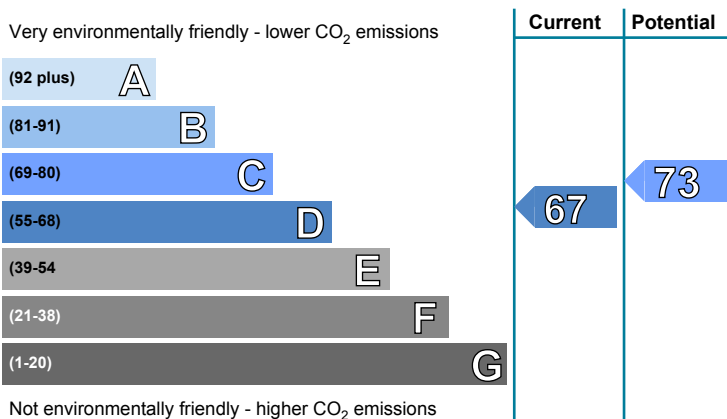 Current Potential
Very environmentally friendly - lower CO2 emissions
(92 plus) A
(81-91) B
(69-80) C
73
(55-68) D
67
(39-54 E
(21-38) F
(1-20) G
Not environmentally friendly - higher CO2 emissions